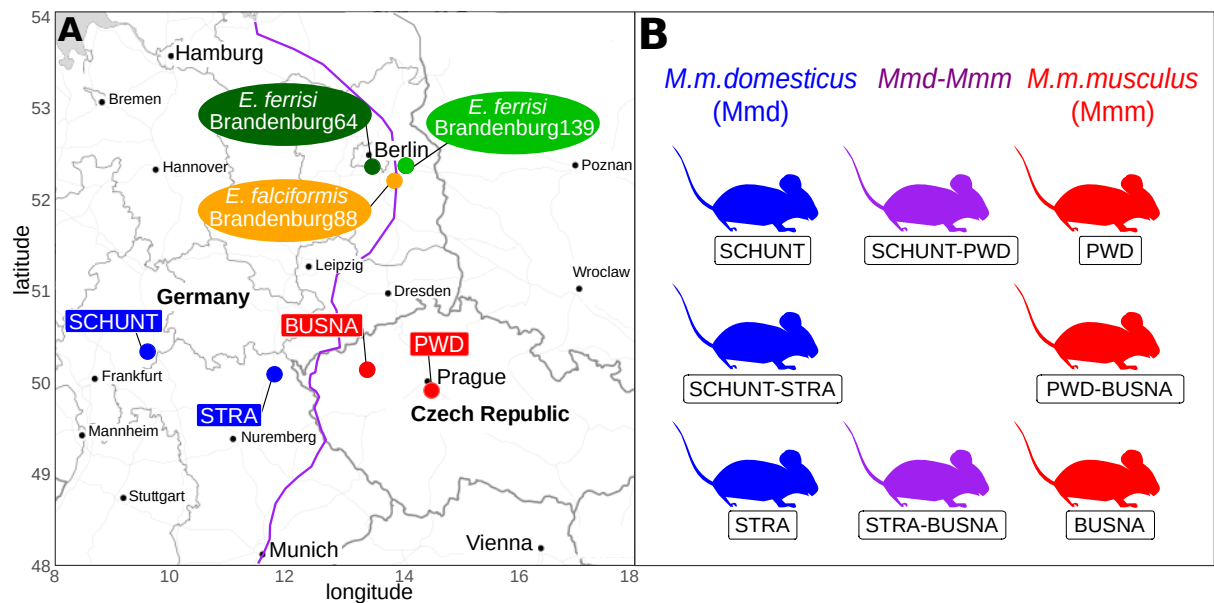 A
54
53
52
51
50
49
48
latitude
8
10
12
14
16
18
longitude
Hamburg
Bremen
E. ferrisi
Brandenburg64
E. ferrisi
Brandenburg139
Berlin
Hannover
Poznan
E. falciformis
Brandenburg88
Leipzig
Wroclaw
Dresden
Germany
SCHUNT
BUSNA
PWD
Frankfurt
Prague
STRA
Czech Republic
Mannheim
Nuremberg
Stuttgart
Munich
Vienna
B
M.m.domesticus
(Mmd)
Mmd-Mmm
M.m.musculus
(Mmm)
SCHUNT
SCHUNT-PWD
PWD
SCHUNT-STRA
PWD-BUSNA
STRA
STRA-BUSNA
BUSNA